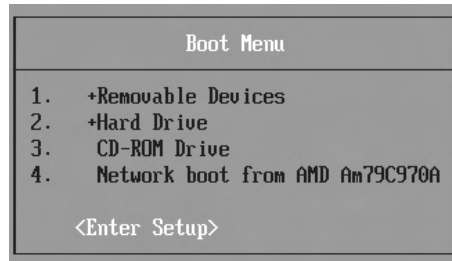 Boot Menu
1. +Removable Devices
2. +Hard Drive
3. CD-ROM Drive
4. Network boot from AMD Am79C970A
<Enter Setup>